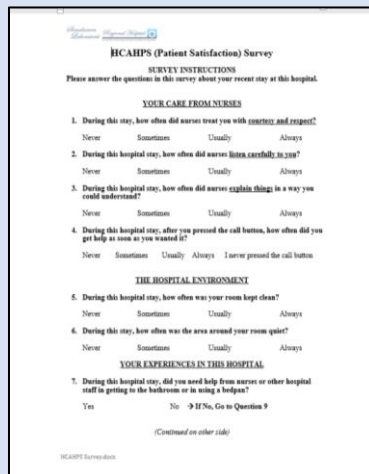 HCAHPS (Patient Satisfaction) Survey
SURVEY INSTRUCTIONS
Please answer the questions in this survey about your recent stay at this hospital.
YOUR CARE FROM NURSES
1. During this stay, how often did nurses treat you with courtesy and respect?
Never Sometimes Usually Always
2. During this hospital stay, how often did nurses listen carefully to you?
Never Sometimes Usually Always
3. During this hospital stay, how often did nurses explain things in a way you
could understand?
Never Sometimes Usually Always
4. During this hospital stay, after you pressed the call button, how often did you
get help as soon as you wanted it?
Never Sometimes Usually Always I never pressed the call button
THE HOSPITAL ENVIRONMENT
5. During this hospital stay, how often was your room kept clean?
Never Sometimes Usually Always
6. During this stay, how often was the area around your room quiet?
Never Sometimes Usually Always
YOUR EXPERIENCES IN THIS HOSPITAL
7. During this hospital stay, did you need help from nurses or other hospital
staff in getting to the bathroom or in using a bedpan?
Yes No → If No, Go to Question 9
(Continued on other side)
HCAHPS Survey.docx